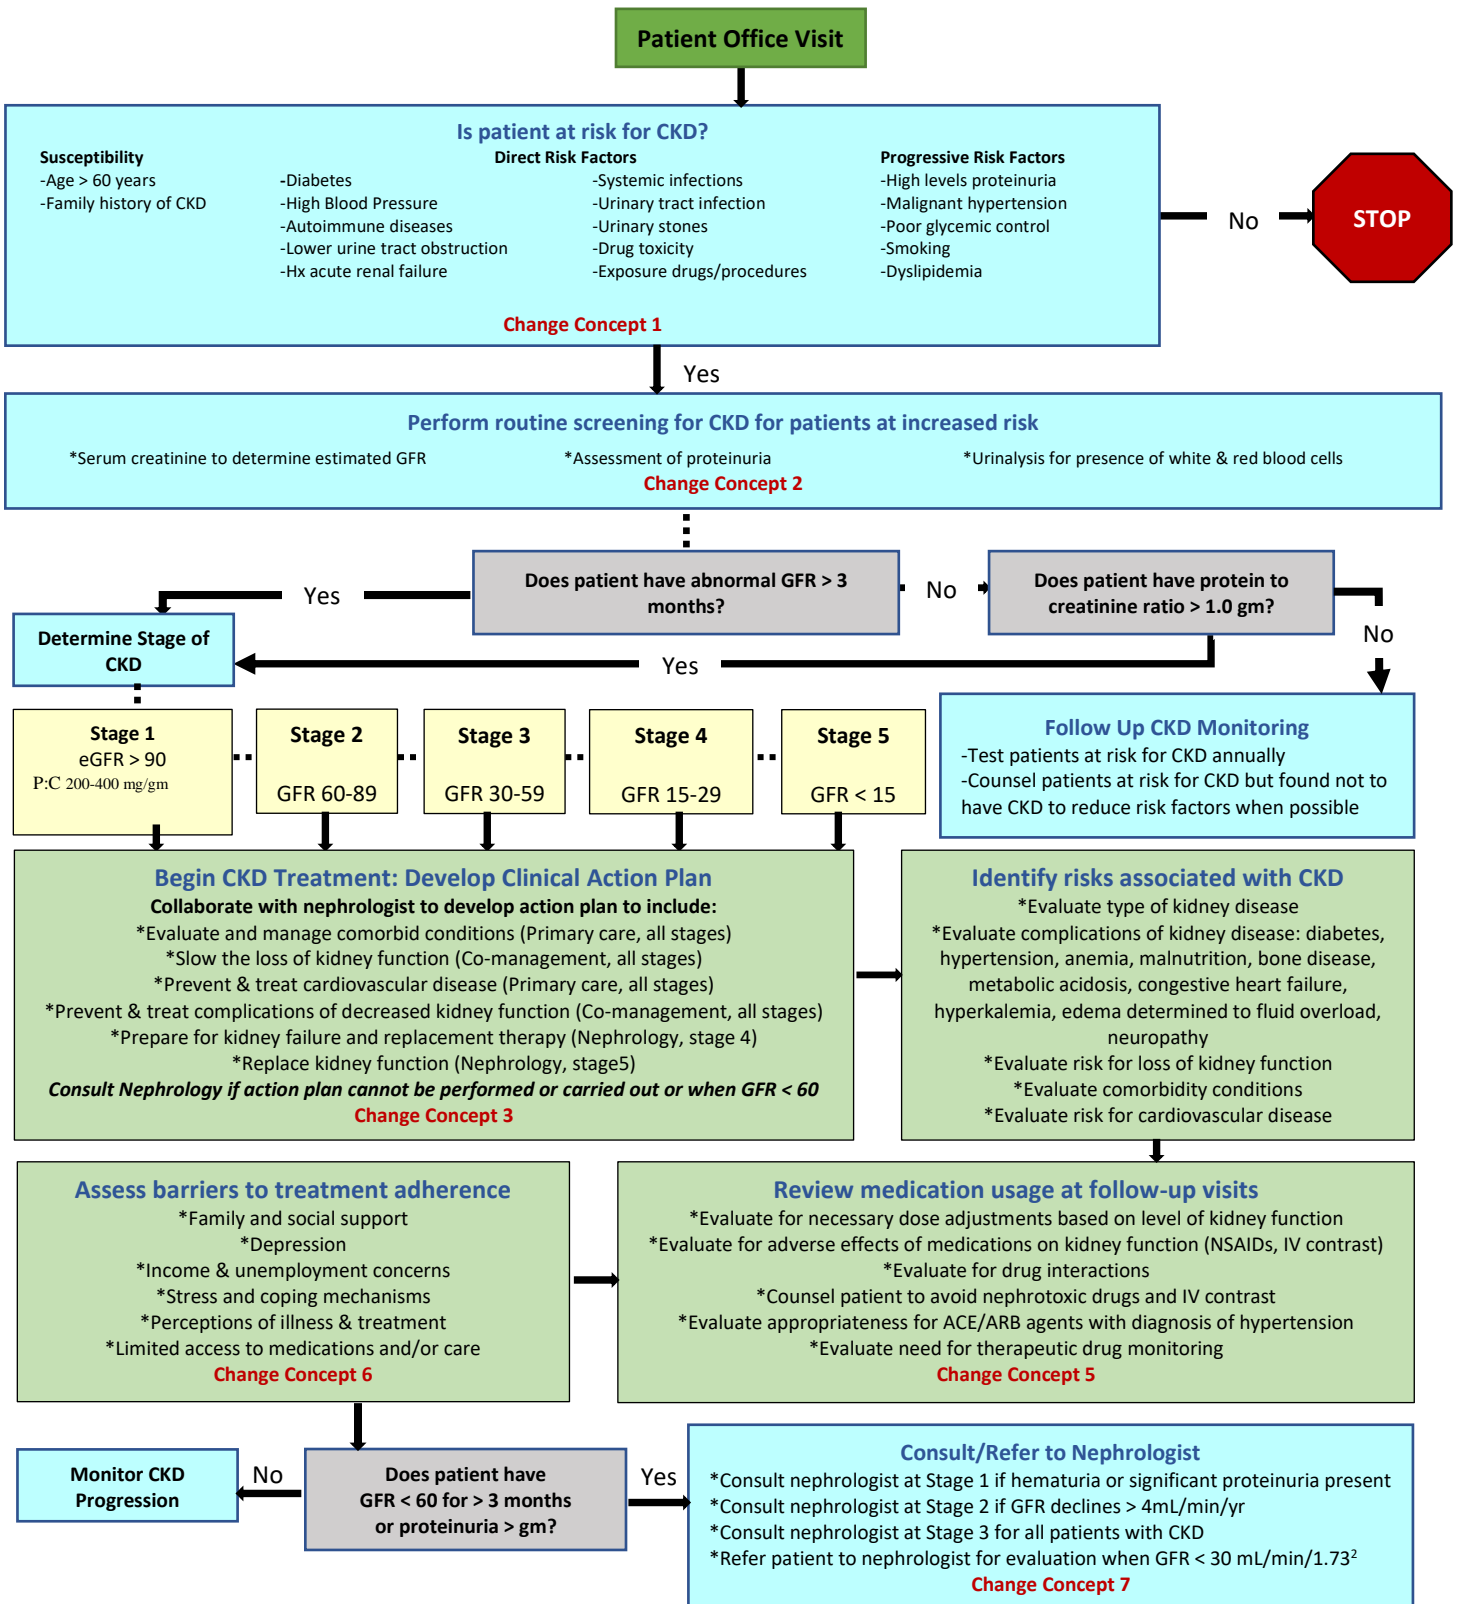 Patient Office Visit
Is patient at risk for CKD?
Susceptibility
-Age > 60 years
-Family history of CKD
Direct Risk Factors
-Diabetes
-High Blood Pressure
-Autoimmune diseases
-Lower urine tract obstruction
-Hx acute renal failure
-Systemic infections
-Urinary tract infection
-Urinary stones
-Drug toxicity
-Exposure drugs/procedures
Progressive Risk Factors
-High levels proteinuria
-Malignant hypertension
-Poor glycemic control
-Smoking
-Dyslipidemia
Change Concept 1
No
STOP
Yes
Perform routine screening for CKD for patients at increased risk
*Serum creatinine to determine estimated GFR
*Assessment of proteinuria
*Urinalysis for presence of white & red blood cells
Change Concept 2
Does patient have abnormal GFR > 3
months?
No
Does patient have protein to
creatinine ratio > 1.0 gm?
Yes
Determine Stage of
CKD
Yes
No
Stage 1
eGFR > 90
P:C 200-400 mg/gm
Stage 2
GFR 60-89
Stage 3
GFR 30-59
Stage 4
GFR 15-29
Stage 5
GFR < 15
Follow Up CKD Monitoring
-Test patients at risk for CKD annually
-Counsel patients at risk for CKD but found not to
have CKD to reduce risk factors when possible
Begin CKD Treatment: Develop Clinical Action Plan
Collaborate with nephrologist to develop action plan to include:
*Evaluate and manage comorbid conditions (Primary care, all stages)
*Slow the loss of kidney function (Co-management, all stages)
*Prevent & treat cardiovascular disease (Primary care, all stages)
*Prevent & treat complications of decreased kidney function (Co-management, all stages)
*Prepare for kidney failure and replacement therapy (Nephrology, stage 4)
*Replace kidney function (Nephrology, stage5)
Consult Nephrology if action plan cannot be performed or carried out or when GFR < 60
Change Concept 3
Identify risks associated with CKD
*Evaluate type of kidney disease
*Evaluate complications of kidney disease: diabetes,
hypertension, anemia, malnutrition, bone disease,
metabolic acidosis, congestive heart failure,
hyperkalemia, edema determined to fluid overload,
neuropathy
*Evaluate risk for loss of kidney function
*Evaluate comorbidity conditions
*Evaluate risk for cardiovascular disease
Assess barriers to treatment adherence
*Family and social support
*Depression
*Income & unemployment concerns
*Stress and coping mechanisms
*Perceptions of illness & treatment
*Limited access to medications and/or care
Change Concept 6
Review medication usage at follow-up visits
*Evaluate for necessary dose adjustments based on level of kidney function
*Evaluate for adverse effects of medications on kidney function (NSAIDs, IV contrast)
*Evaluate for drug interactions
*Counsel patient to avoid nephrotoxic drugs and IV contrast
*Evaluate appropriateness for ACE/ARB agents with diagnosis of hypertension
*Evaluate need for therapeutic drug monitoring
Change Concept 5
Monitor CKD
Progression
No
Does patient have
GFR < 60 for > 3 months
or proteinuria > gm?
Yes
Consult/Refer to Nephrologist
*Consult nephrologist at Stage 1 if hematuria or significant proteinuria present
*Consult nephrologist at Stage 2 if GFR declines > 4mL/min/yr
*Consult nephrologist at Stage 3 for all patients with CKD
*Refer patient to nephrologist for evaluation when GFR < 30 mL/min/1.73²
Change Concept 7